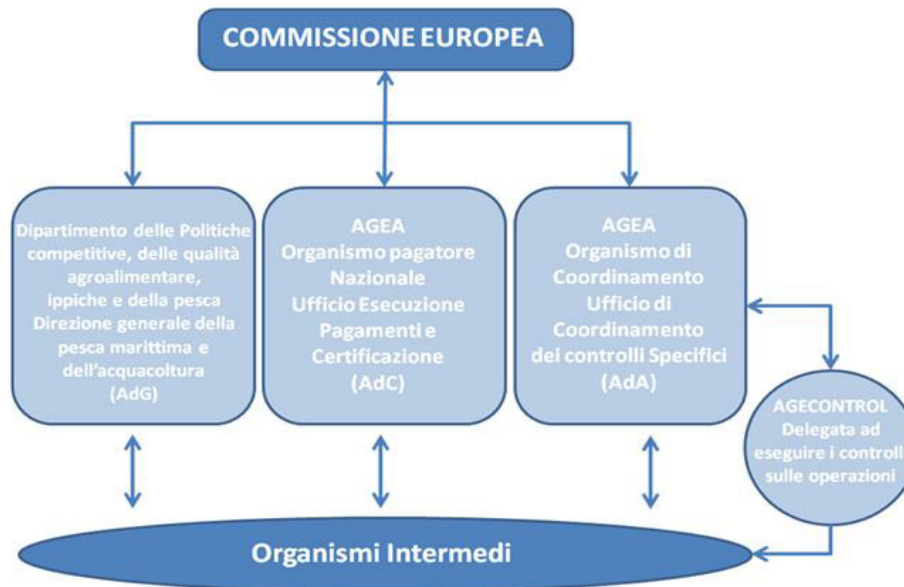 COMMISSIONE EUROPEA
Dipartimento delle Politiche
competitive, delle qualità
agroalimentare,
ippiche e della pesca
Direzione generale della
pesca marittima e
dell'acquacoltura
(AdG)
AGEA
Organismo pagatore
Nazionale
Ufficio Esecuzione
Pagamenti e
Certificazione
(AdC)
AGEA
Organismo di
Coordinamento
Ufficio di
Coordinamento
dei controlli Specifici
(AdA)
AGECONTROL
Delegata ad
eseguire i controll
sulle operazioni
Organismi Intermedi